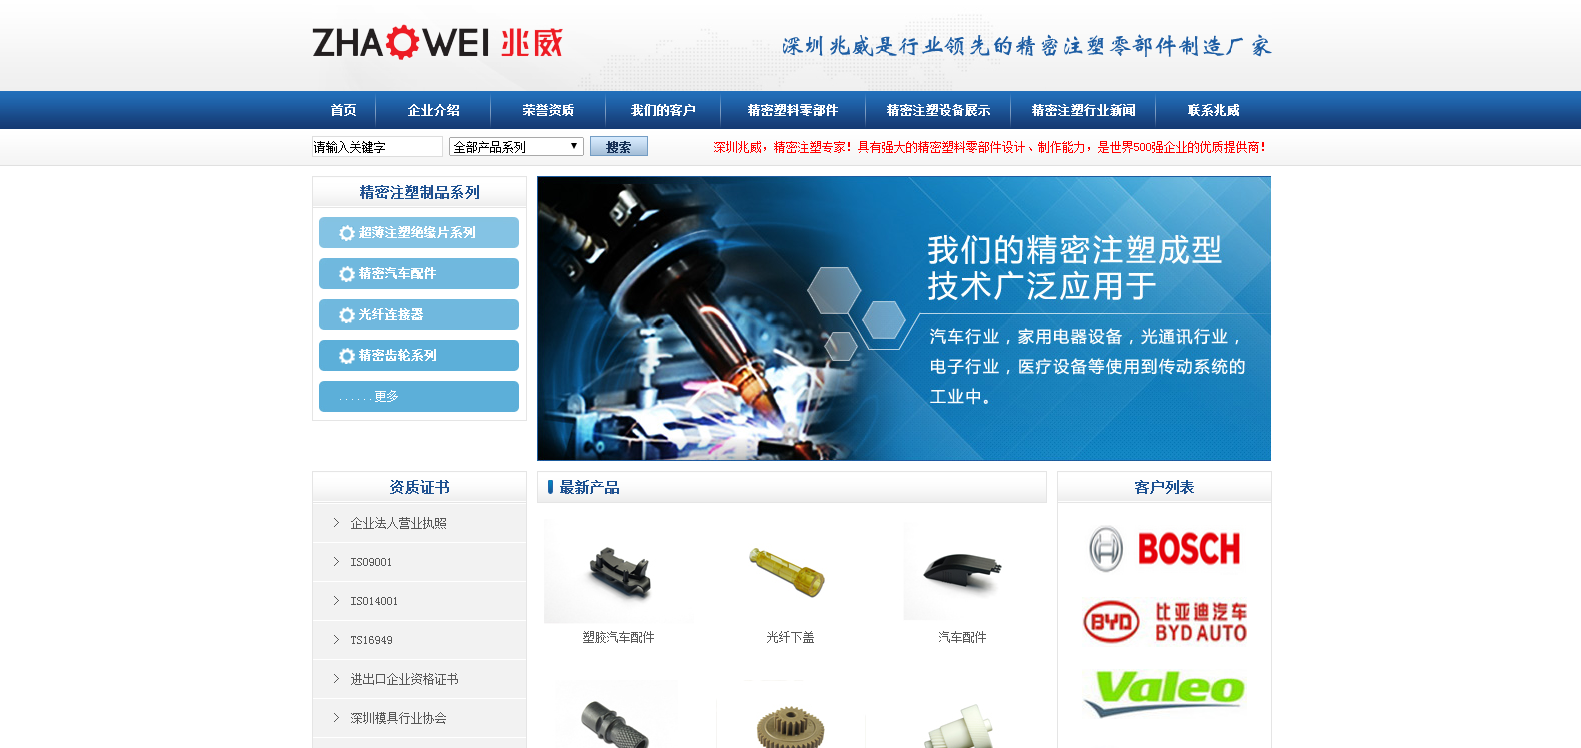 ZHAOWEI 兆威
深圳兆威是行业领先的精密注塑零部件制造厂家
首页 企业介绍 荣誉资质 我们的客户 精密塑料零部件 精密注塑设备展示 精密注塑行业新闻 联系兆威
请输入关键字 全部产品系列 搜索 深圳兆威，精密注塑专家！具有强大的精密塑料零部件设计、制作能力，是世界500强企业的优质提供商！
精密注塑制品系列
超薄注塑绝缘片系列
精密汽车配件
光纤连接器
精密齿轮系列
......更多
我们的精密注塑成型
技术广泛应用于
汽车行业，家用电器设备，光通讯行业，
电子行业，医疗设备等使用到传动系统的
工业中。
资质证书
企业法人营业执照
ISO9001
ISO14001
TS16949
进出口企业资格证书
深圳模具行业协会
最新产品
塑胶汽车配件 光纤下盖 汽车配件
客户列表
BOSCH
BYD 比亚迪汽车
BYD AUTO
Valeo